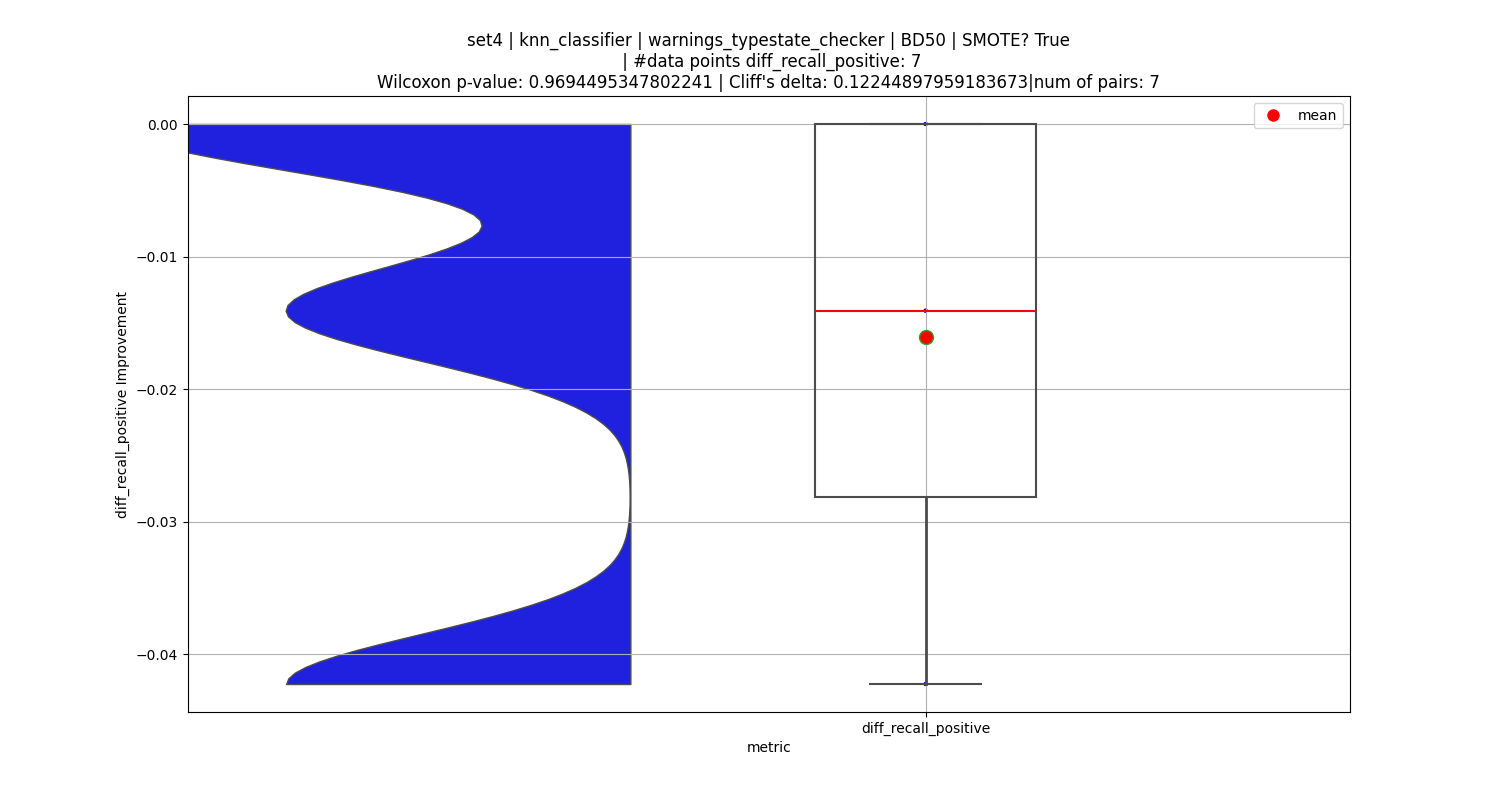 set4 | knn_classifier | warnings_typestate_checker | BD50 | SMOTE? True
| #data points diff_recall_positive: 7
Wilcoxon p-value: 0.9694495347802241 | Cliff's delta: 0.12244897959183673|num of pairs: 7
mean
0.00
−0.01
−0.02
−0.03
−0.04
diff_recall_positive Improvement
diff_recall_positive
metric